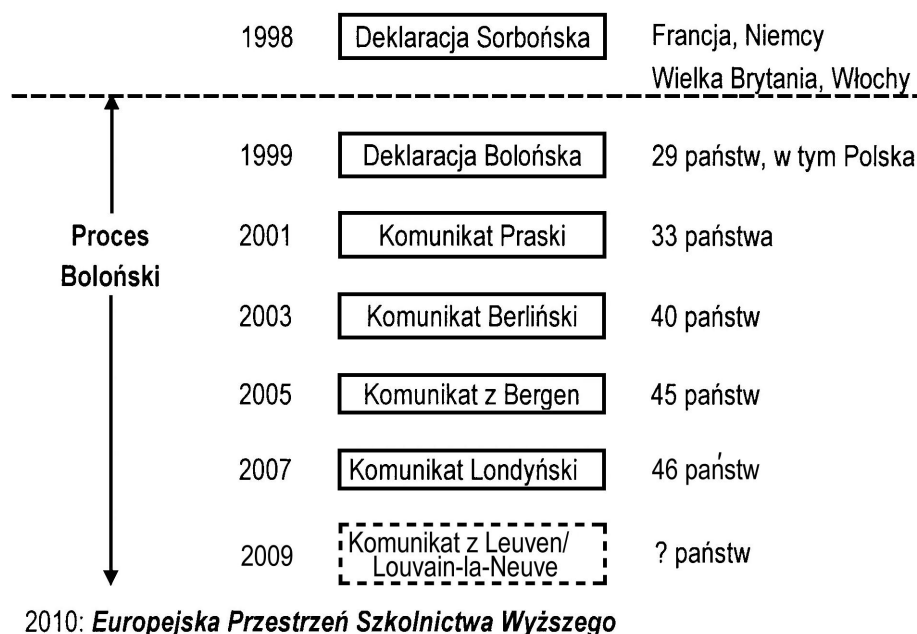 1998 Deklaracja Sorbońska Francja, Niemcy
Wielka Brytania, Włochy
1999 Deklaracja Bolońska 29 państw, w tym Polska
Proces 2001 Komunikat Praski 33 państwa
Boloński
2003 Komunikat Berliński 40 państw
2005 Komunikat z Bergen 45 państw
2007 Komunikat Londyński 46 państw
2009 Komunikat z Leuven/ ? państw
Louvain-la-Neuve
2010: Europejska Przestrzeń Szkolnictwa Wyższego